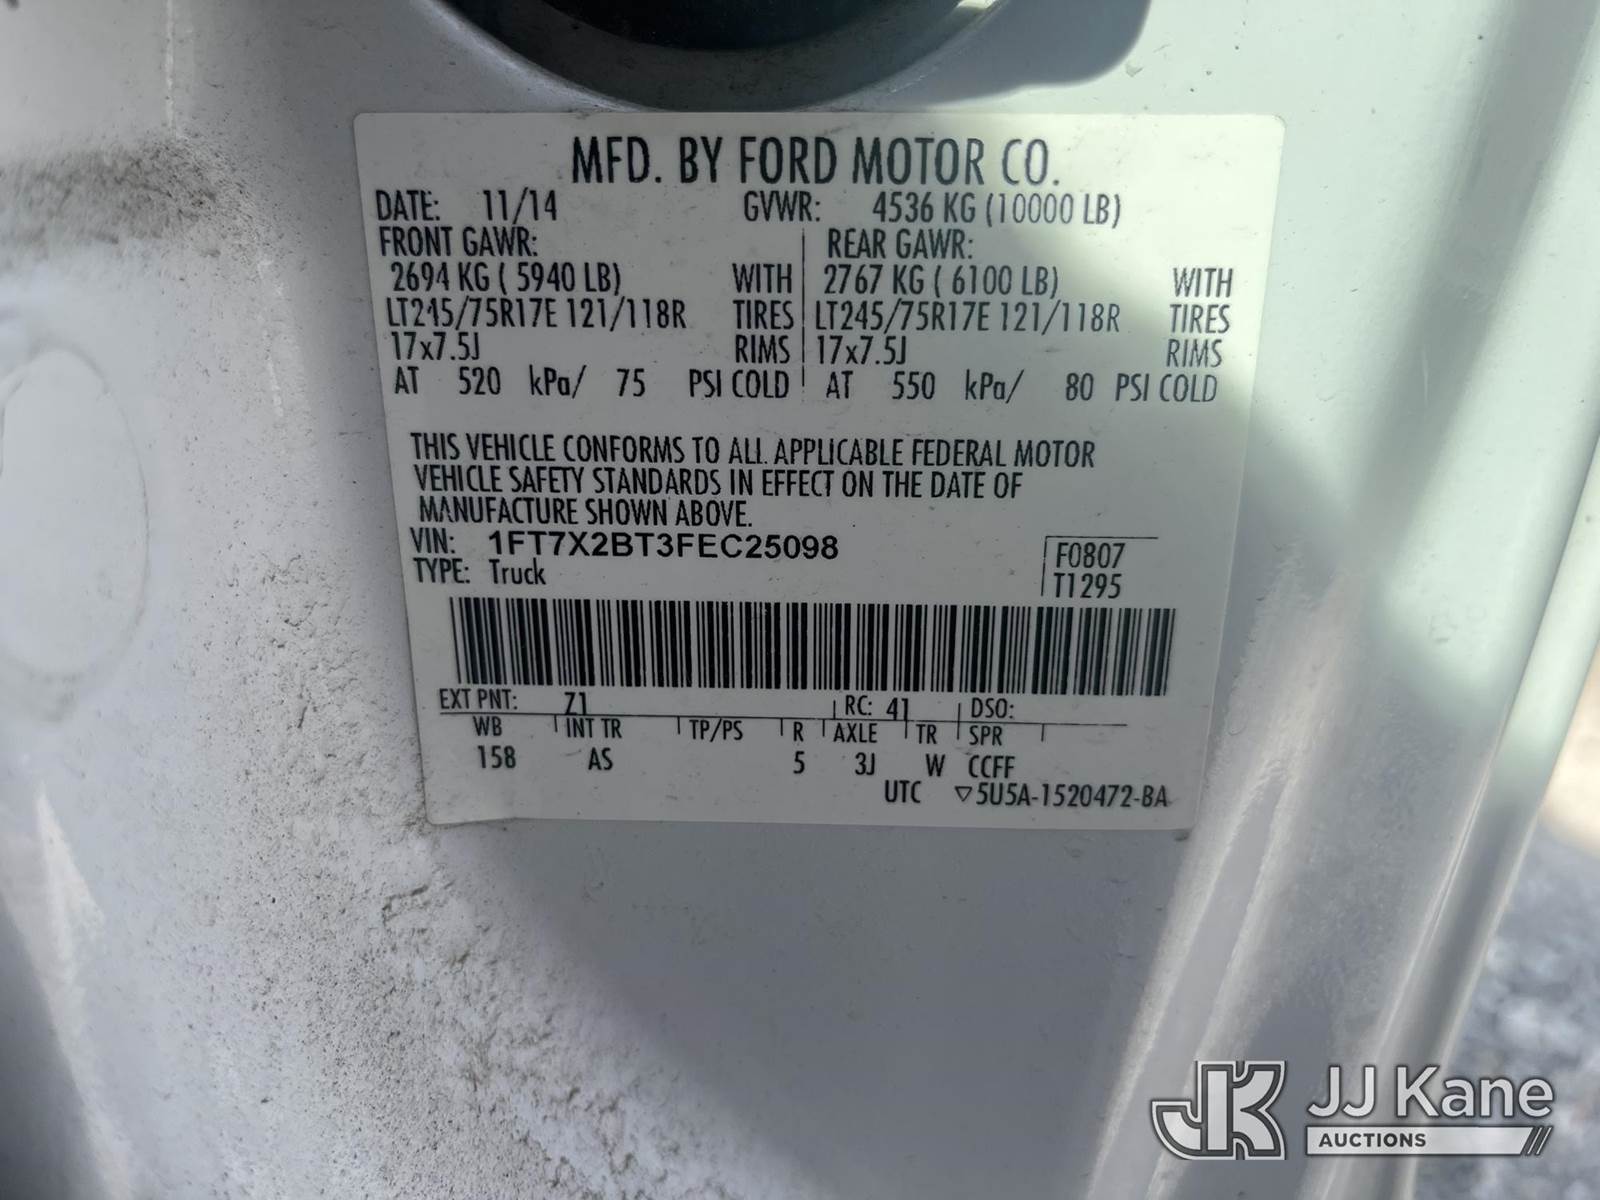 MFD. BY FORD MOTOR CO.
DATE: 11/14 GVWR: 4536 KG (10000 LB)
FRONT GAWR: REAR GAWR:
2694 KG ( 5940 LB) WITH 2767 KG ( 6100 LB) WITH
LT245/75R17E 121/118R TIRES LT245/75R17E 121/118R TIRES
17x7.5J RIMS 17x7.5J RIMS
AT 520 kPa/ 75 PSI COLD AT 550 kPa/ 80 PSI COLD
THIS VEHICLE CONFORMS TO ALL APPLICABLE FEDERAL MOTOR
VEHICLE SAFETY STANDARDS IN EFFECT ON THE DATE OF
MANUFACTURE SHOWN ABOVE.
VIN: 1FT7X2BT3FEC25098 F0807
TYPE: Truck T1295
EXT PNT: Z1 RC: 41 DSO:
WB INT TR TP/PS R AXLE TR SPR
158 AS 5 3J W CCFF
UTC ▽5U5A-1520472-BA
JK JJ Kane
AUCTIONS